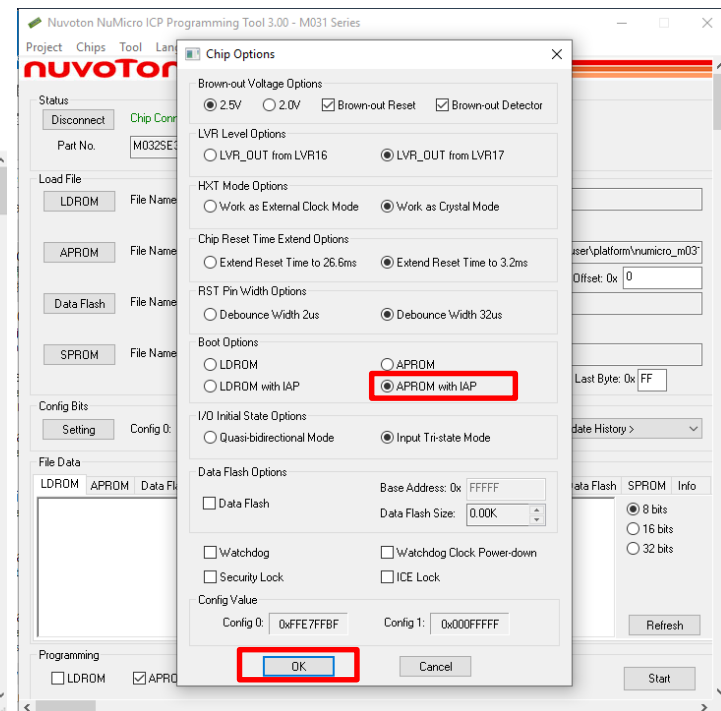 Nuvoton NuMicro ICP Programming Tool 3.00 - M031 Series
Project Chips Tool Lang
nuvoTon
Status
Disconnect Chip Conn
Part No. M032SE3
Load File
LDROM File Name
APROM File Name
user\platform\numicro_m031
Offset: 0x 0
Data Flash File Name
SPROM File Name
Last Byte: 0x FF
Config Bits
Setting Config 0:
date History >
File Data
LDROM APROM Data Fl
ata Flash SPROM Info
8 bits
16 bits
32 bits
Refresh
Programming
LDROM APRO
Start
Chip Options
Brown-out Voltage Options
2.5V 2.0V Brown-out Reset Brown-out Detector
LVR Level Options
LVR_OUT from LVR16 LVR_OUT from LVR17
HXT Mode Options
Work as External Clock Mode Work as Crystal Mode
Chip Reset Time Extend Options
Extend Reset Time to 26.6ms Extend Reset Time to 3.2ms
RST Pin Width Options
Debounce Width 2us Debounce Width 32us
Boot Options
LDROM APROM
LDROM with IAP APROM with IAP
I/O Initial State Options
Quasi-bidirectional Mode Input Tri-state Mode
Data Flash Options
Data Flash
Base Address: 0x FFFFF
Data Flash Size: 0.00K
Watchdog Watchdog Clock Power-down
Security Lock ICE Lock
Config Value
Config 0: 0xFFE7FFBF Config 1: 0x000FFFFF
OK Cancel